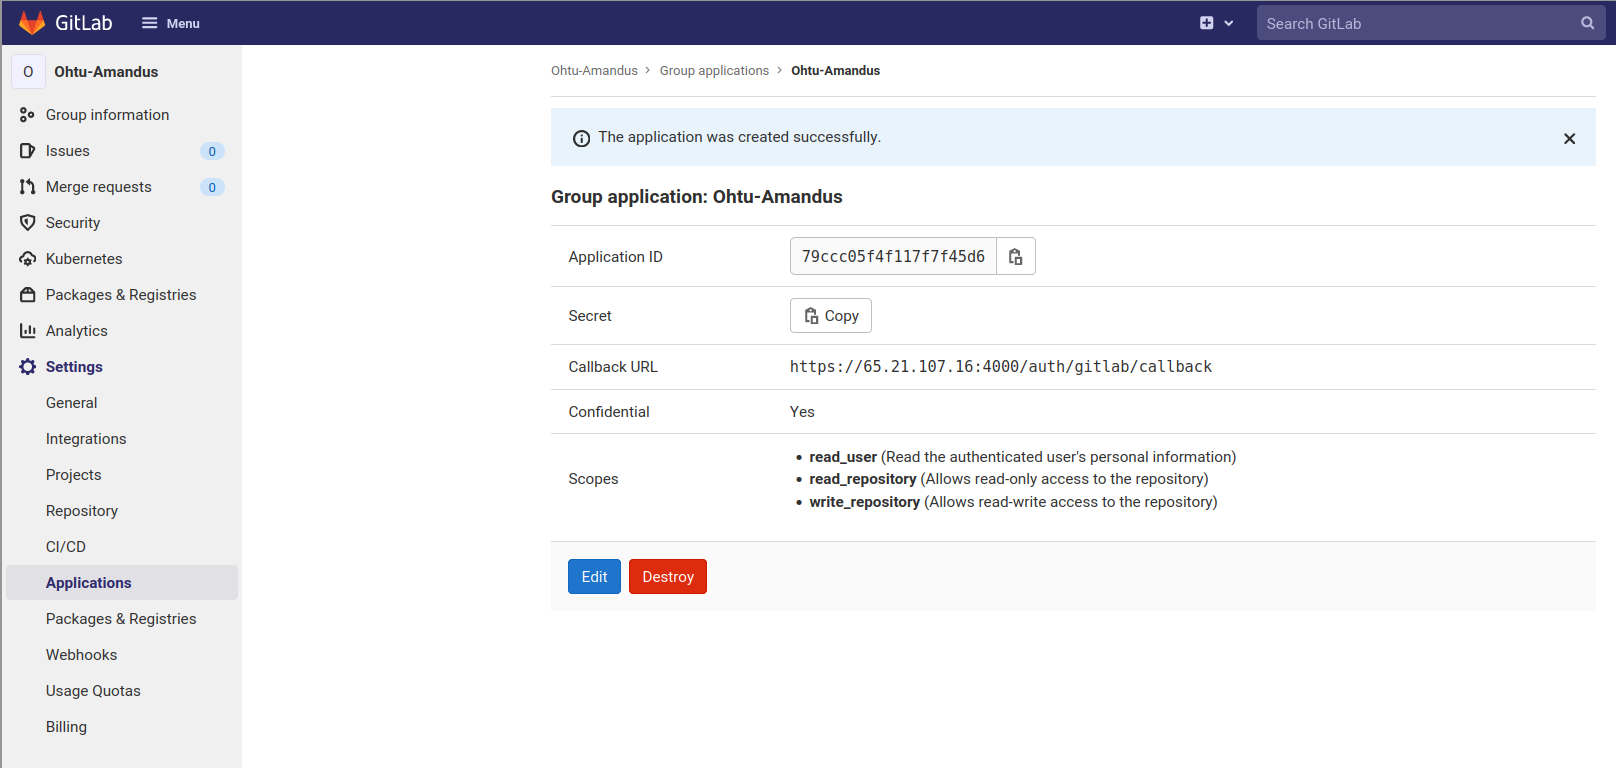 GitLab
Menu
Search GitLab
O
Ohtu-Amandus
Group information
Issues
0
Merge requests
0
Security
Kubernetes
Packages & Registries
Analytics
Settings
General
Integrations
Projects
Repository
CI/CD
Applications
Packages & Registries
Webhooks
Usage Quotas
Billing
Ohtu-Amandus › Group applications › Ohtu-Amandus
The application was created successfully.
Group application: Ohtu-Amandus
Application ID
79ccc05f4f117f7f45d6
Secret
Copy
Callback URL
https://65.21.107.16:4000/auth/gitlab/callback
Confidential
Yes
Scopes
• read_user (Read the authenticated user's personal information)
• read_repository (Allows read-only access to the repository)
• write_repository (Allows read-write access to the repository)
Edit
Destroy